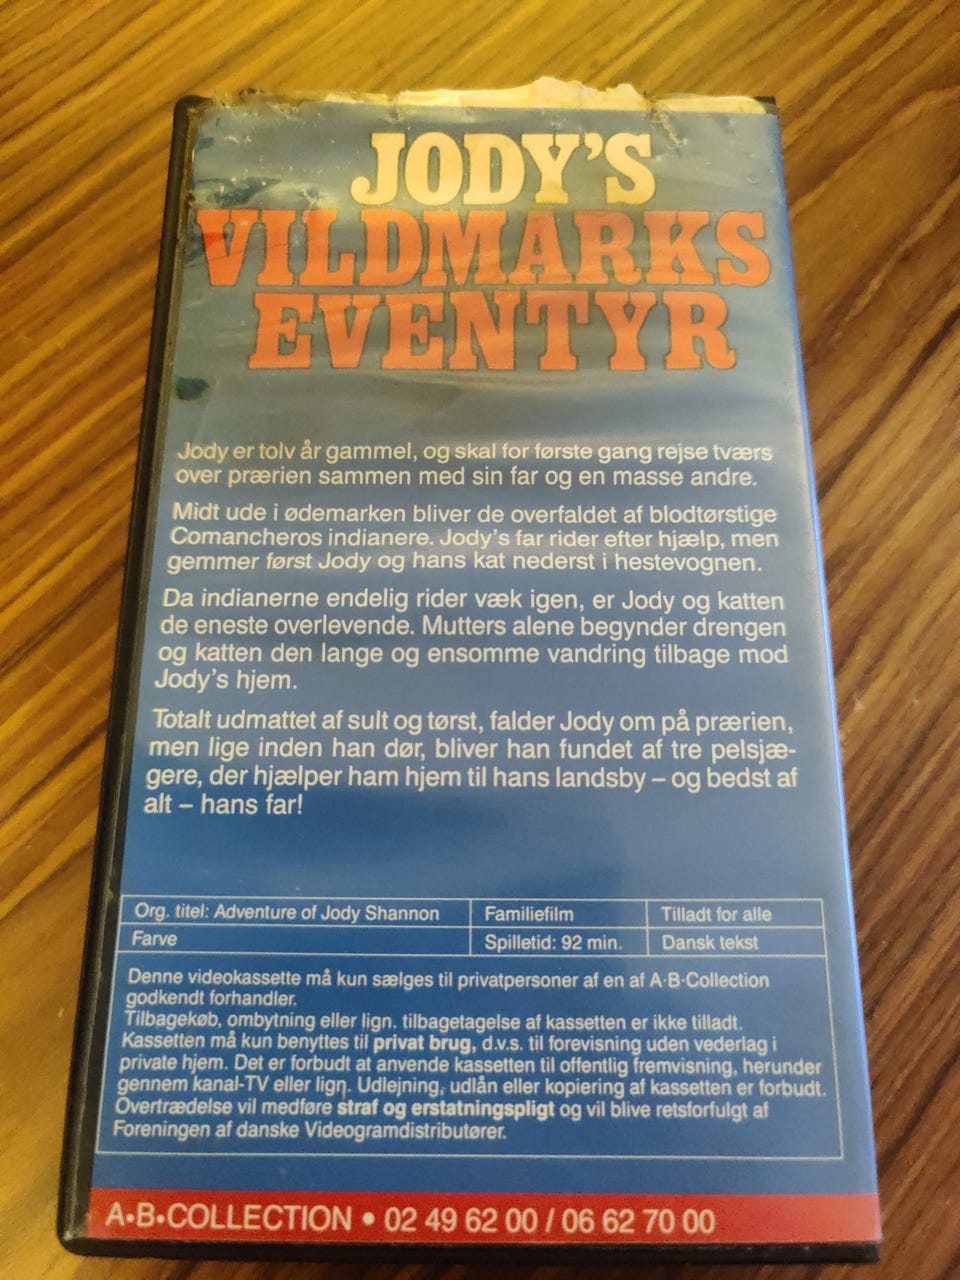 JODY'S
VILDMARKS
EVENTYR
Jody er tolv år gammel, og skal for første gang rejse tværs
over prærien sammen med sin far og en masse andre.
Midt ude i ødemarken bliver de overfaldet af blodtørstige
Comancheros indianere. Jody's far rider efter hjælp, men
gemmer først Jody og hans kat nederst i hestevognen.
Da indianerne endelig rider væk igen, er Jody og katten
de eneste overlevende. Mutters alene begynder drengen
og katten den lange og ensomme vandring tilbage mod
Jody's hjem.
Totalt udmattet af sult og tørst, falder Jody om på prærien,
men lige inden han dør, bliver han fundet af tre pelsjæ-
gere, der hjælper ham hjem til hans landsby – og bedst af
alt – hans far!
Org. titel: Adventure of Jody Shannon Familiefilm Tilladt for alle
Farve Spilletid: 92 min. Dansk tekst
Denne videokassette må kun sælges til privatpersoner af en af A·B·Collection
godkendt forhandler.
Tilbagekøb, ombytning eller lign. tilbagetagelse af kassetten er ikke tilladt.
Kassetten må kun benyttes til privat brug, d.v.s. til forevisning uden vederlag i
private hjem. Det er forbudt at anvende kassetten til offentlig fremvisning, herunder
gennem kanal-TV eller lign. Udlejning, udlån eller kopiering af kassetten er forbudt.
Overtrædelse vil medføre straf og erstatningspligt og vil blive retsforfulgt af
Foreningen af danske Videogramdistributører.
A•B•COLLECTION • 02 49 62 00 / 06 62 70 00